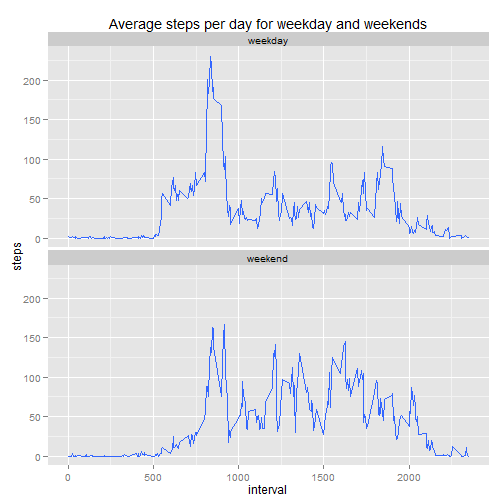 Average steps per day for weekday and weekends
weekday
200
150
100
50
0
steps
weekend
200
150
100
50
0
0 500 1000 1500 2000
interval